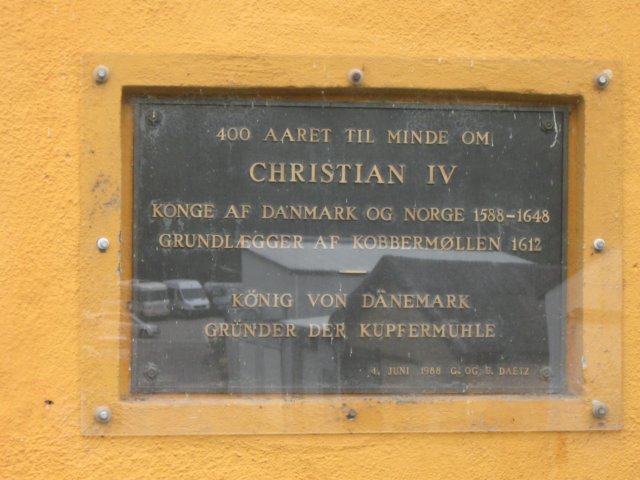 400 AARET TIL MINDE OM
CHRISTIAN IV
KONGE AF DANMARK OG NORGE 1588-1648
GRUNDLÆGGER AF KOBBERMØLLEN 1612
KÖNIG VON DÄNEMARK
GRÜNDER DER KUPFERMÜHLE
4. JUNI 1988 G. OG E. DAETZ